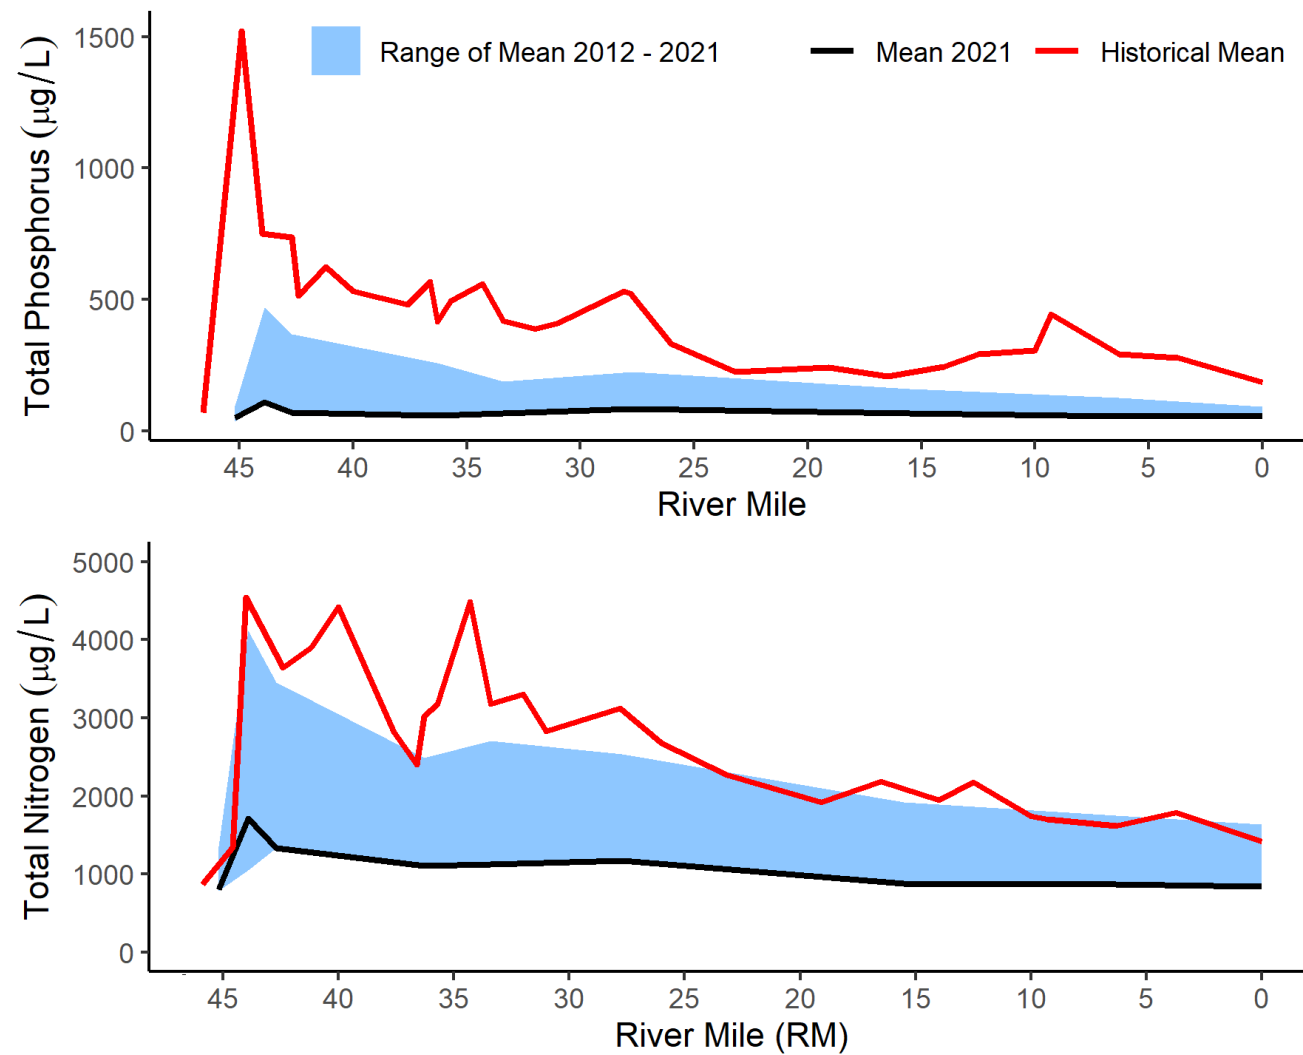 Range of Mean 2012 - 2021 Mean 2021 Historical Mean
Total Phosphorus (µg/L)
1500
1000
500
0
45 40 35 30 25 20 15 10 5 0
River Mile
Total Nitrogen (µg/L)
5000
4000
3000
2000
1000
0
45 40 35 30 25 20 15 10 5 0
River Mile (RM)